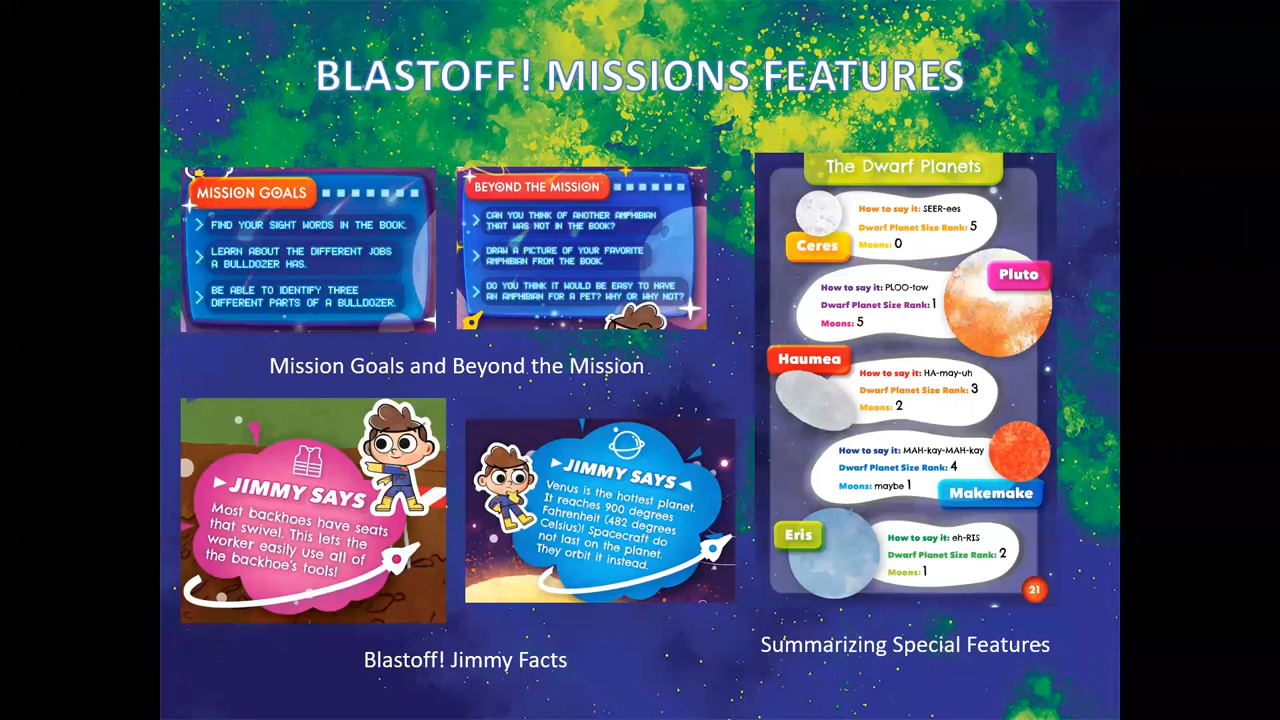 BLASTOFF! MISSIONS FEATURES
MISSION GOALS
FIND YOUR SIGHT WORDS IN THE BOOK.
LEARN ABOUT THE DIFFERENT JOBS
A BULLDOZER HAS.
BE ABLE TO IDENTIFY THREE
DIFFERENT PARTS OF A BULLDOZER.
BEYOND THE MISSION
CAN YOU THINK OF ANOTHER AMPHIBIAN
THAT WAS NOT IN THE BOOK?
DRAW A PICTURE OF YOUR FAVORITE
AMPHIBIAN FROM THE BOOK.
DO YOU THINK IT WOULD BE EASY TO HAVE
AN AMPHIBIAN FOR A PET? WHY OR WHY NOT?
Mission Goals and Beyond the Mission
JIMMY SAYS
Most backhoes have seats
that swivel. This lets the
worker easily use all of
the backhoe's tools!
JIMMY SAYS
Venus is the hottest planet.
It reaches 900 degrees
Fahrenheit (482 degrees
Celsius)! Spacecraft do
not last on the planet.
They orbit it instead.
Blastoff! Jimmy Facts
The Dwarf Planets
Ceres
How to say it: SEER-ees
Dwarf Planet Size Rank: 5
Moons: 0
Pluto
How to say it: PLOO-tow
Dwarf Planet Size Rank: 1
Moons: 5
Haumea
How to say it: HA-may-uh
Dwarf Planet Size Rank: 3
Moons: 2
How to say it: MAH-kay-MAH-kay
Dwarf Planet Size Rank: 4
Moons: maybe 1
Makemake
Eris
How to say it: eh-RIS
Dwarf Planet Size Rank: 2
Moons: 1
21
Summarizing Special Features